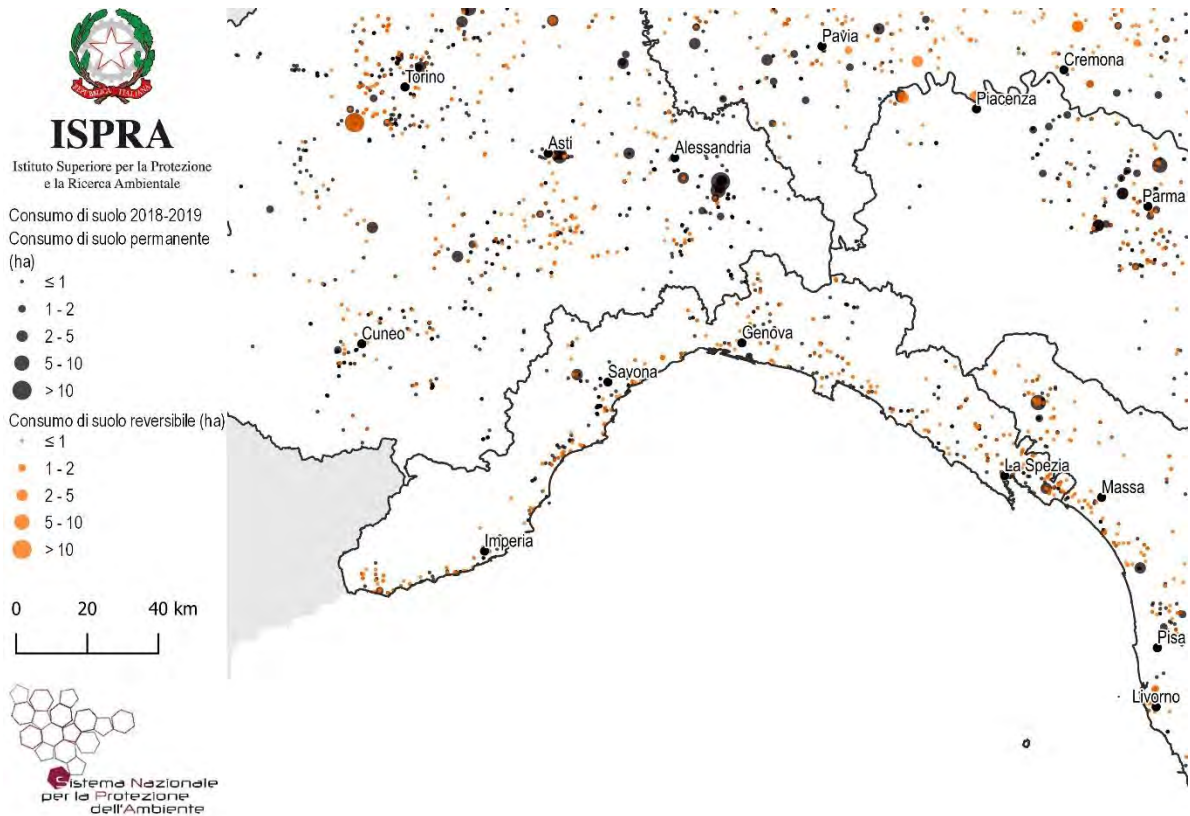 REPVBBLICA ITALIANA
ISPRA
Istituto Superiore per la Protezione
e la Ricerca Ambientale
Consumo di suolo 2018-2019
Consumo di suolo permanente
(ha)
≤ 1
1 - 2
2 - 5
5 - 10
> 10
Consumo di suolo reversibile (ha)
≤ 1
1 - 2
2 - 5
5 - 10
> 10
0 20 40 km
Sistema Nazionale
per la Protezione
dell'Ambiente
Pavia
Cremona
Torino
Piacenza
Asti
Alessandria
Parma
Cuneo
Genova
Savona
La Spezia
Massa
Imperia
Pisa
Livorno